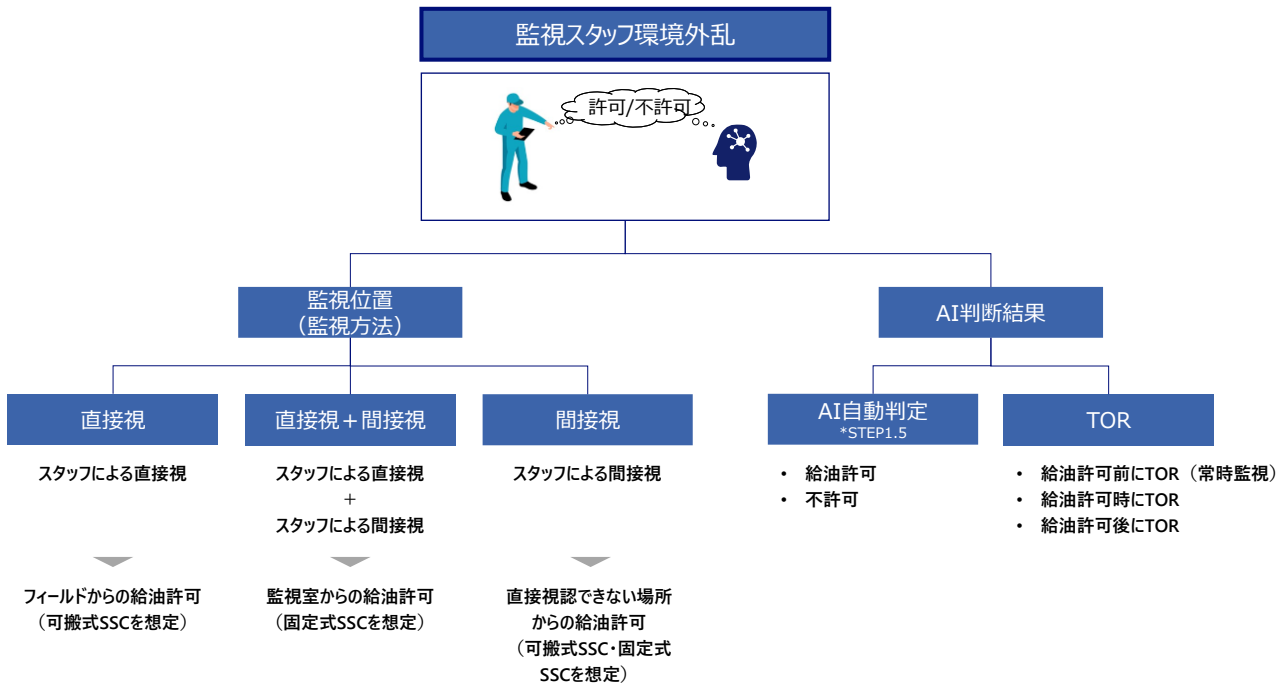 監視スタッフ環境外乱
許可/不許可
監視位置
（監視方法）
AI判断結果
直接視
直接視＋間接視
間接視
AI自動判定
*STEP1.5
TOR
スタッフによる直接視
スタッフによる直接視
+
スタッフによる間接視
スタッフによる間接視
• 給油許可
• 不許可
• 給油許可前にTOR（常時監視）
• 給油許可時にTOR
• 給油許可後にTOR
フィールドからの給油許可
（可搬式SSCを想定）
監視室からの給油許可
（固定式SSCを想定）
直接視認できない場所
からの給油許可
（可搬式SSC・固定式
SSCを想定）